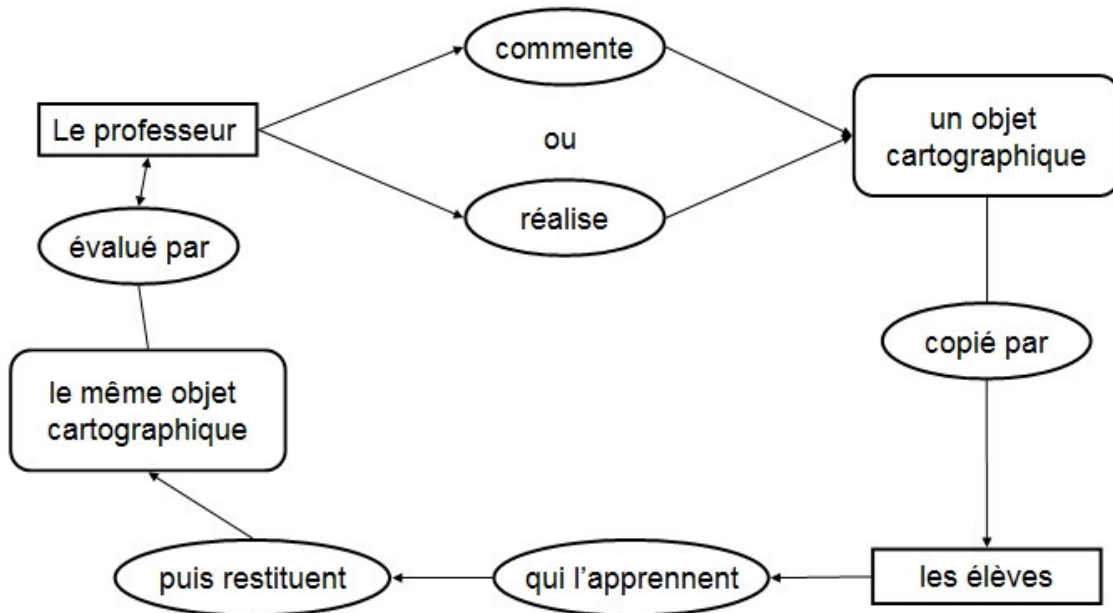 commente
Le professeur
ou
un objet
cartographique
réalise
évalué par
copié par
le même objet
cartographique
les élèves
qui l'apprennent
puis restituent